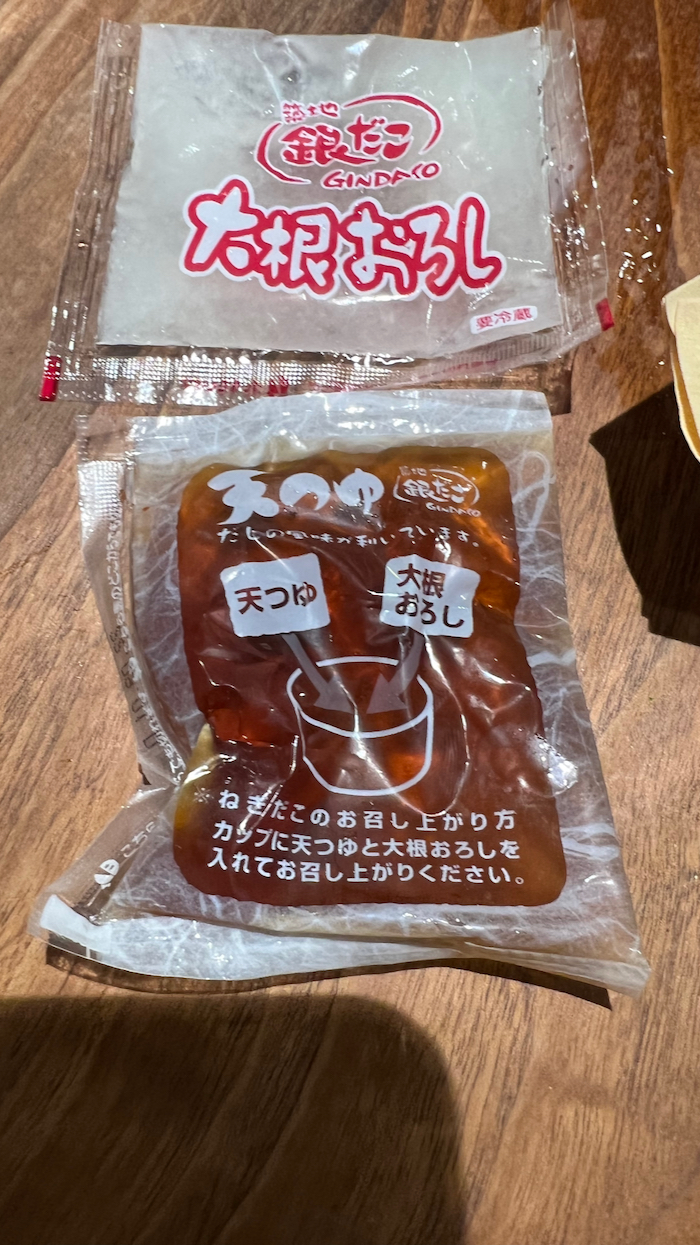 築地
銀だこ
GINDACO
大根おろし
要冷蔵
天つゆ
築地
銀だこ
GINDACO
だしの風味が利いています。
天つゆ
大根
おろし
※ねぎだこのお召し上がり方
カップに天つゆと大根おろしを
入れてお召し上がりください。